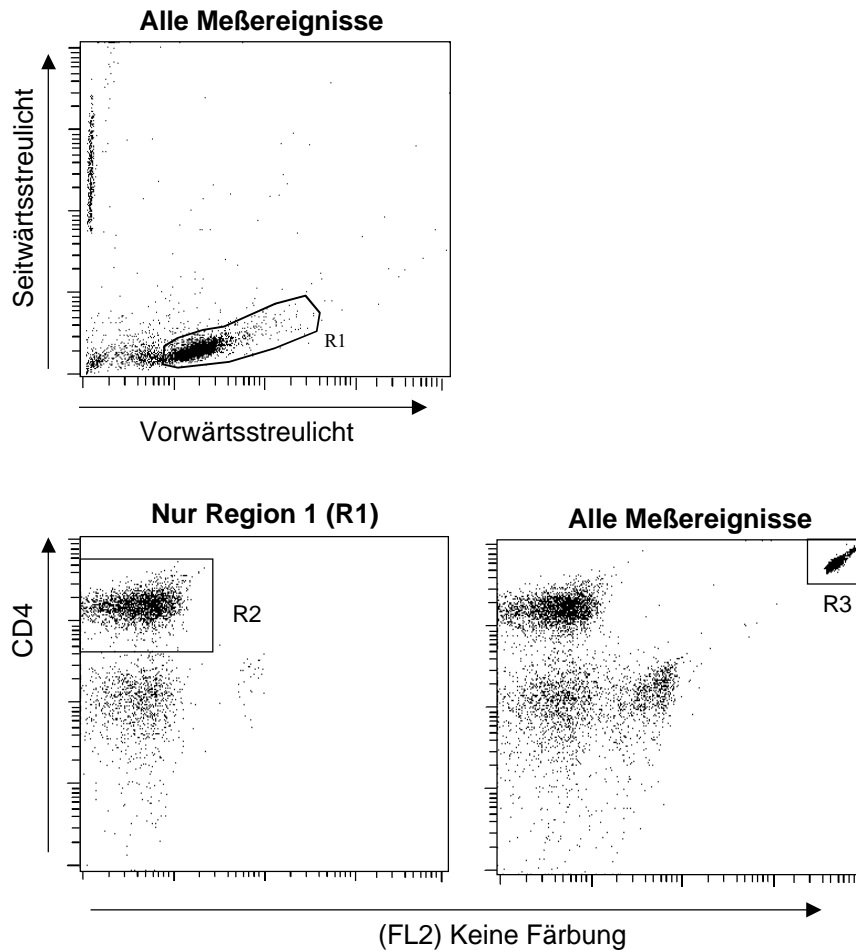 Alle Meßereignisse
Seitwärtsstreulicht
R1
Vorwärtsstreulicht
Nur Region 1 (R1)
Alle Meßereignisse
CD4
R2
R3
(FL2) Keine Färbung